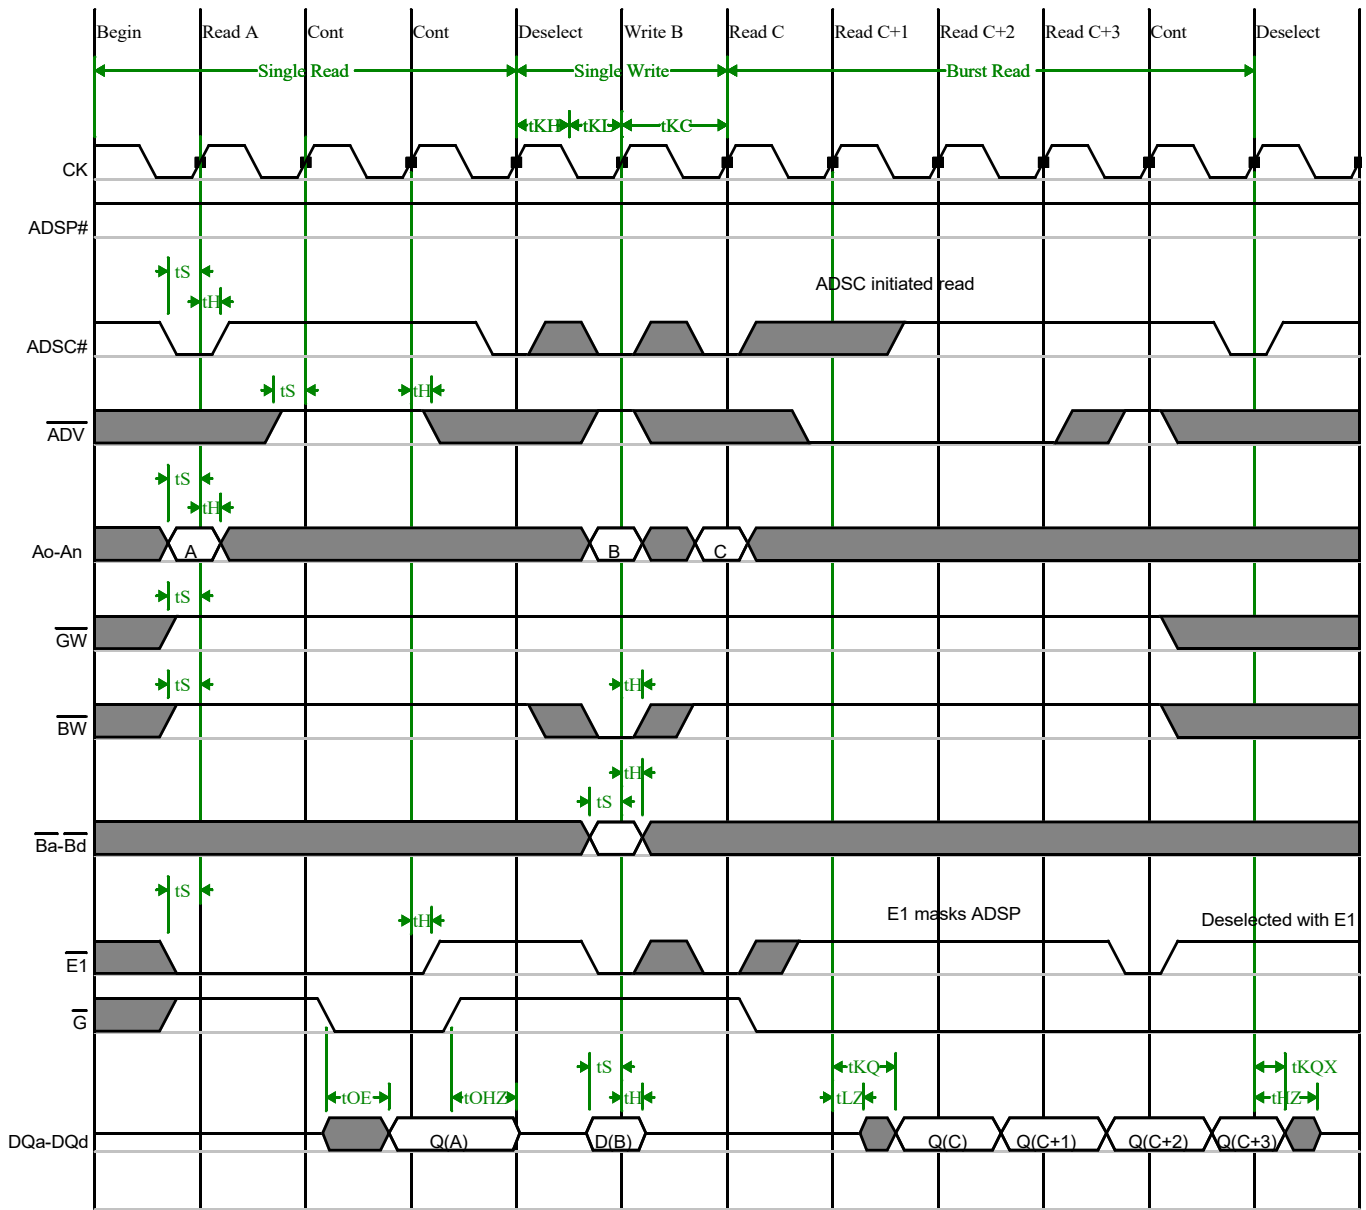 Begin Read A Cont Cont Deselect Write B Read C Read C+1 Read C+2 Read C+3 Cont Deselect
Single Read Single Write Burst Read
tKH tKL tKC
CK
ADSP#
tS
ADSC initiated read
tH
ADSC#
tS tH
ADV
tS
tH
Ao-An A B C
tS
GW
tS tH
BW
tH
tS
Ba-Bd
tS
E1 masks ADSP
tH Deselected with E1
E1
G
tS tKQ tKQX
tOE tOHZ tH tLZ tHZ
DQa-DQd Q(A) D(B) Q(C) Q(C+1) Q(C+2) Q(C+3)